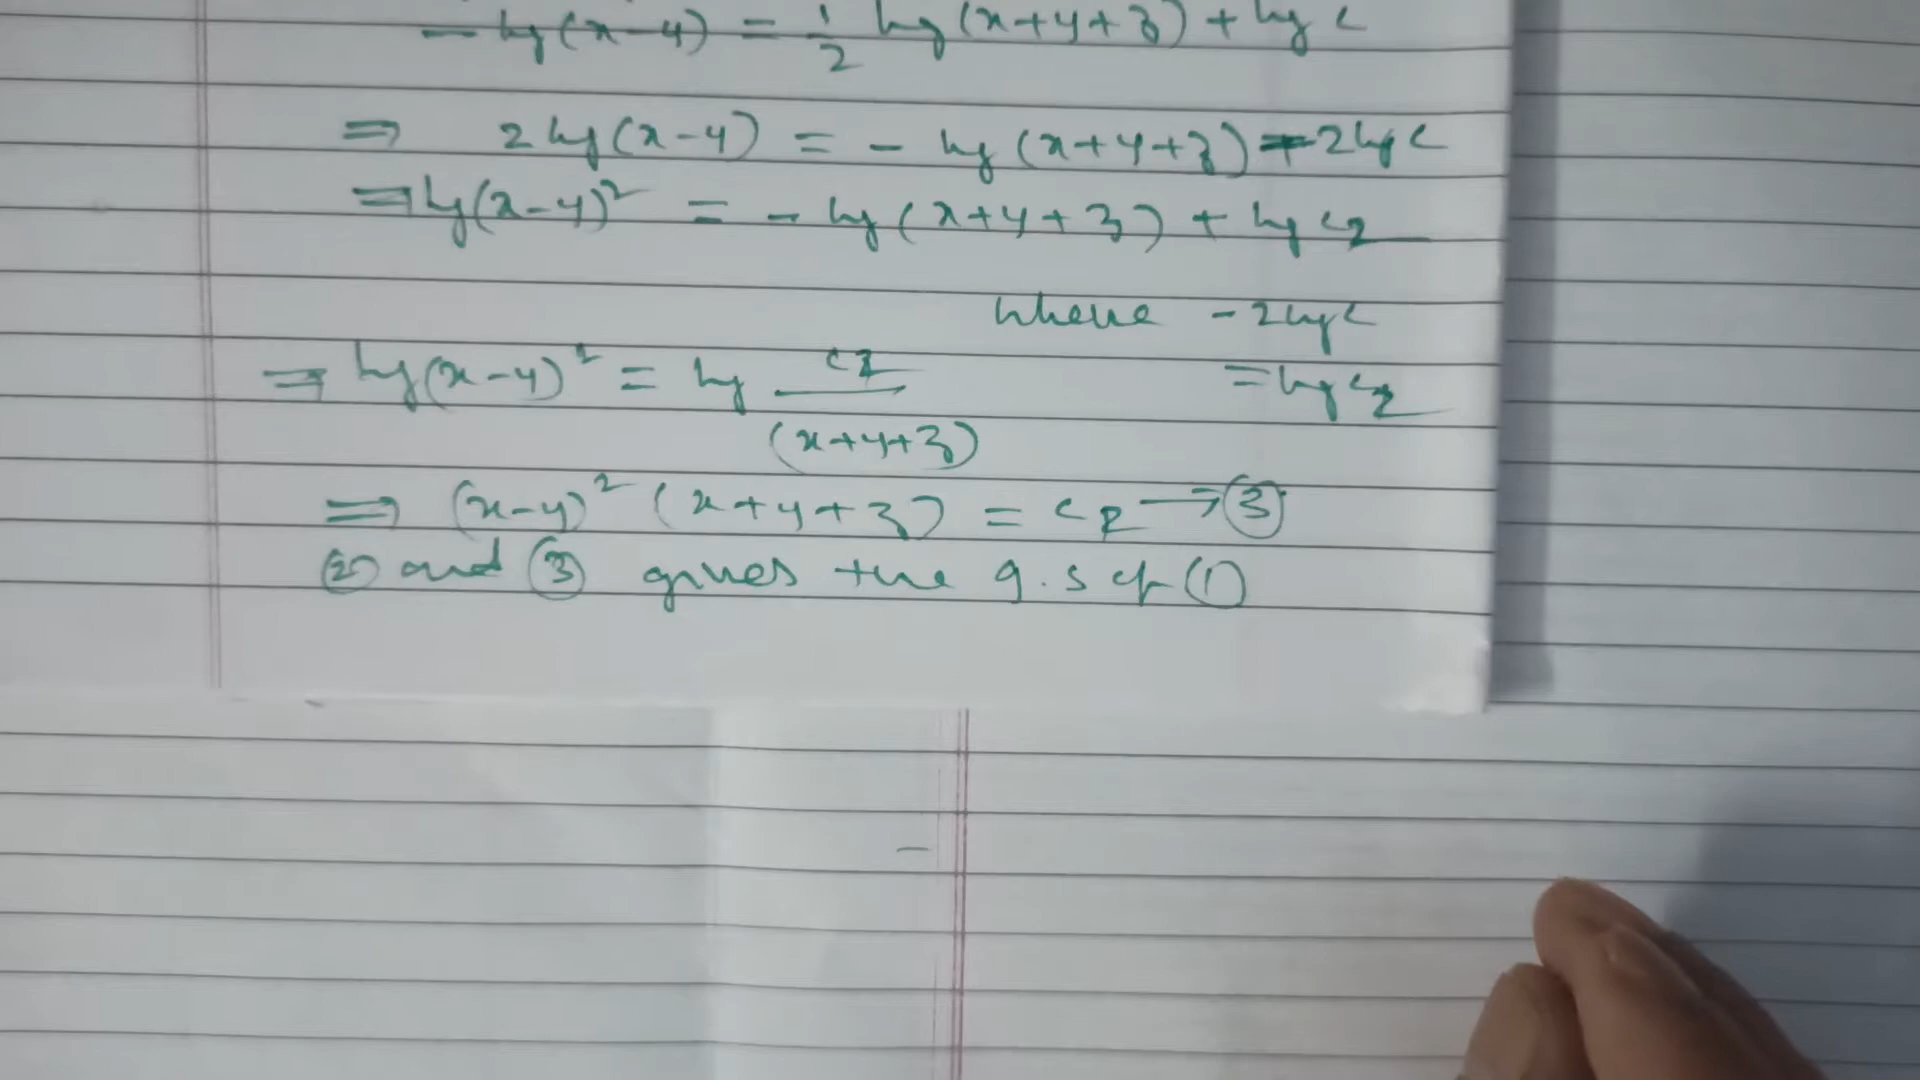 - log(x-y) = 1/2 log(x+y+z) + log c
⇒ 2 log(x-y) = - log(x+y+z) - 2 log c
⇒ log(x-y)² = - log(x+y+z) + log c₂
where - 2 log c
= log c₂
⇒ log(x-y)² = log c₂/(x+y+z)
⇒ (x-y)² (x+y+z) = c₂ → ③
② and ③ gives the g.s of (1)